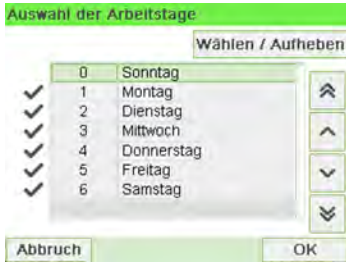 Auswahl der Arbeitstage
Wählen / Aufheben
0 Sonntag
1 Montag
2 Dienstag
3 Mittwoch
4 Donnerstag
5 Freitag
6 Samstag
Abbruch OK